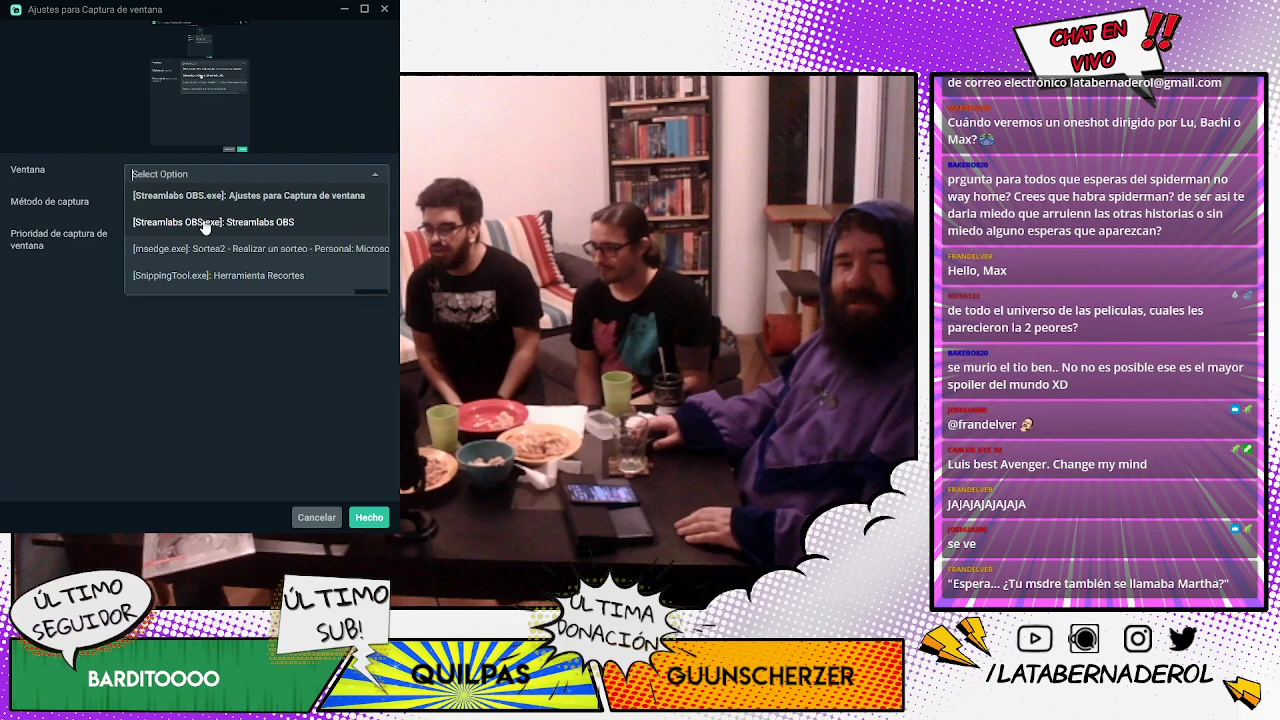 Ajustes para Captura de ventana
Ventana
Select Option
[Streamlabs OBS.exe]: Ajustes para Captura de ventana
Método de captura
[Streamlabs OBS.exe]: Streamlabs OBS
Prioridad de captura de
ventana
[msedge.exe]: Sortea2 - Realizar un sorteo - Personal: Microsc
[SnippingTool.exe]: Herramienta Recortes
Cancelar
Hecho
CHAT EN
VIVO
!!
de correo electrónico latabernaderol@gmail.com
Cuándo veremos un oneshot dirigido por Lu, Bachi o
Max?
BAKERO820
prgunta para todos que esperas del spiderman no
way home? Crees que habra spiderman? de ser asi te
daria miedo que arruienn las otras historias o sin
miedo alguno esperas que aparezcan?
FRANDELVER
Hello, Max
NOYA122
de todo el universo de las peliculas, cuales les
parecieron la 2 peores?
BAKERO820
se murio el tio ben.. No no es posible ese es el mayor
spoiler del mundo XD
@frandelver
Luis best Avenger. Change my mind
FRANDELVER
JAJAJAJAJAJAJA
se ve
FRANDELVER
"Espera... ¿Tu msdre también se llamaba Martha?"
ÚLTIMO
SEGUIDOR
BARDITOOOO
ÚLTIMO
SUB!
QUILPAS
ÚLTIMA
DONACIÓN
GUUNSCHERZER
/LATABERNADEROL